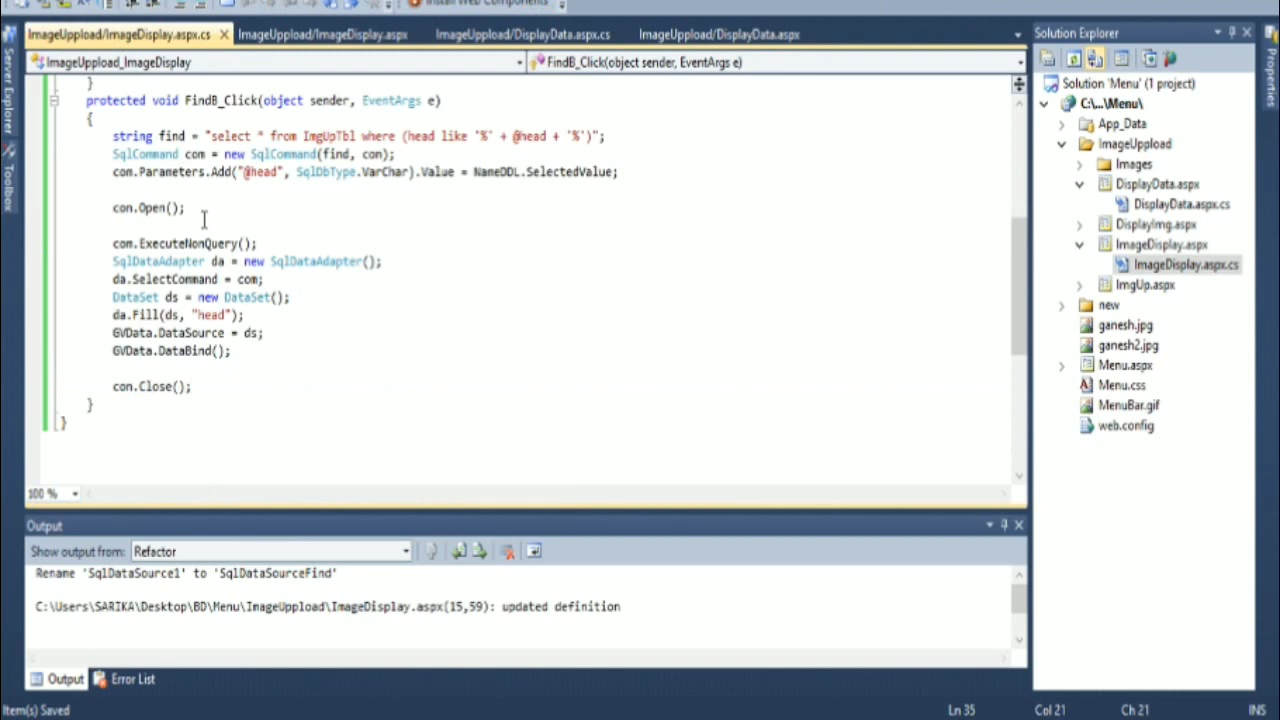 Install Web Components
ImageUppload/ImageDisplay.aspx.cs
ImageUppload/ImageDisplay.aspx
ImageUppload/DisplayData.aspx.cs
ImageUppload/DisplayData.aspx
ImageUppload_ImageDisplay
FindB_Click(object sender, EventArgs e)
}
protected void FindB_Click(object sender, EventArgs e)
{
string find = "select * from ImgUpTbl where (head like '%' + @head + '%')";
SqlCommand com = new SqlCommand(find, con);
com.Parameters.Add("@head", SqlDbType.VarChar).Value = NameDDL.SelectedValue;
con.Open();
com.ExecuteNonQuery();
SqlDataAdapter da = new SqlDataAdapter();
da.SelectCommand = com;
DataSet ds = new DataSet();
da.Fill(ds, "head");
GVData.DataSource = ds;
GVData.DataBind();
con.Close();
}
}
100 %
Output
Show output from: Refactor
Rename 'SqlDataSource1' to 'SqlDataSourceFind'
C:\Users\SARIKA\Desktop\BD\Menu\ImageUppload\ImageDisplay.aspx(15,59): updated definition
Output
Error List
Item(s) Saved
Ln 35
Col 21
Ch 21
INS
Server Explorer
Toolbox
Solution Explorer
Solution 'Menu' (1 project)
C:\...\Menu\
App_Data
ImageUppload
Images
DisplayData.aspx
DisplayData.aspx.cs
DisplayImg.aspx
ImageDisplay.aspx
ImageDisplay.aspx.cs
ImgUp.aspx
new
ganesh.jpg
ganesh2.jpg
Menu.aspx
Menu.css
MenuBar.gif
web.config
Properties